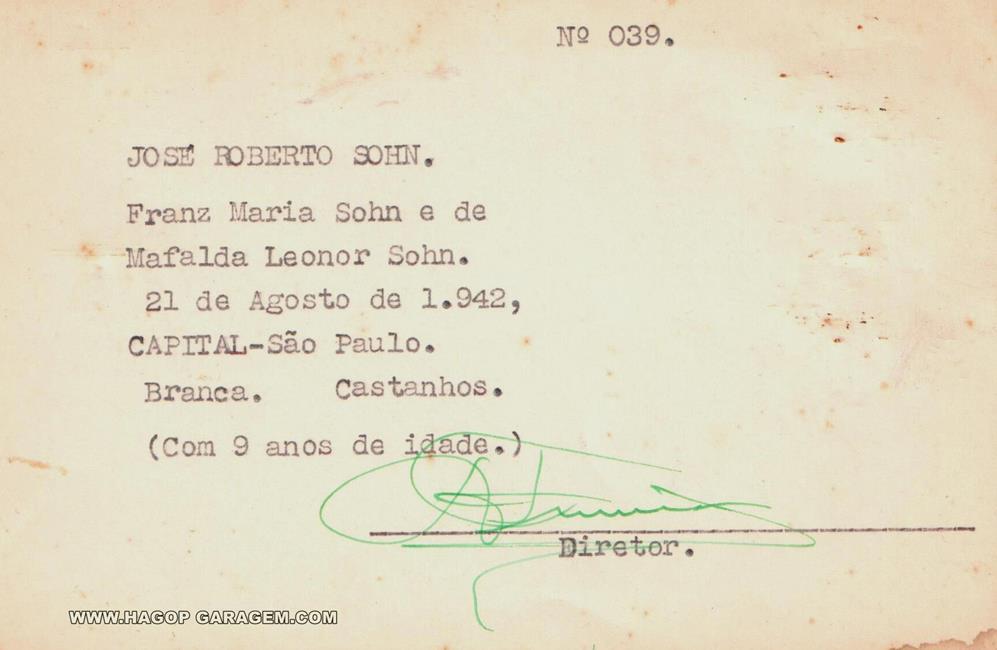 Nº 039.
JOSÉ ROBERTO SOHN.
Franz Maria Sohn e de
Mafalda Leonor Sohn.
21 de Agosto de 1.942,
CAPITAL-São Paulo.
Branca. Castanhos.
(Com 9 anos de idade.)
Diretor.
WWW.HAGOP GARAGEM.COM